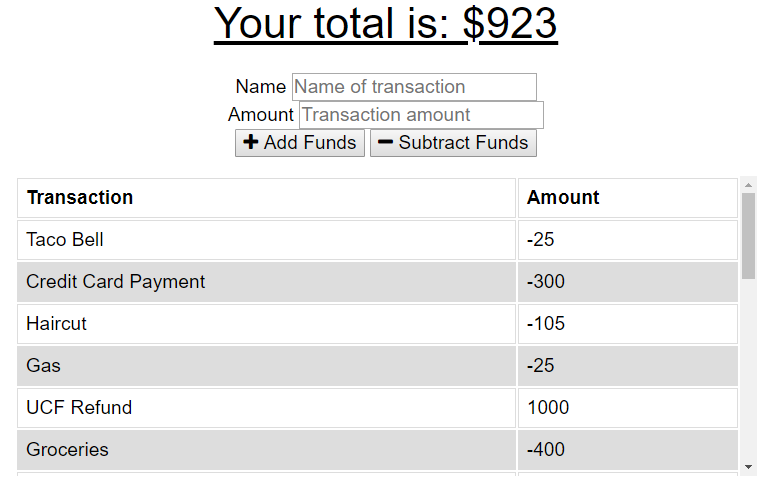 Your total is: $923
Name Name of transaction
Amount Transaction amount
Add Funds Subtract Funds
Transaction Amount
Taco Bell -25
Credit Card Payment -300
Haircut -105
Gas -25
UCF Refund 1000
Groceries -400